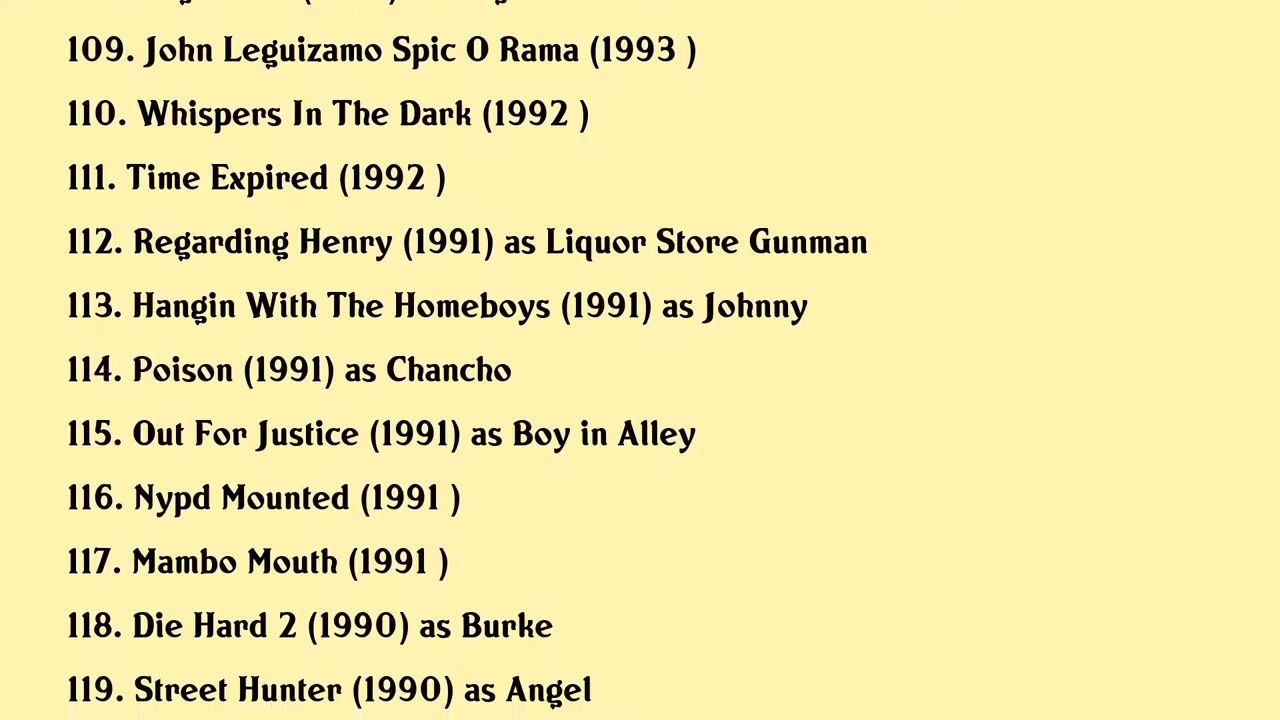 109. John Leguizamo Spic O Rama (1993 )
110. Whispers In The Dark (1992 )
111. Time Expired (1992 )
112. Regarding Henry (1991) as Liquor Store Gunman
113. Hangin With The Homeboys (1991) as Johnny
114. Poison (1991) as Chancho
115. Out For Justice (1991) as Boy in Alley
116. Nypd Mounted (1991 )
117. Mambo Mouth (1991 )
118. Die Hard 2 (1990) as Burke
119. Street Hunter (1990) as Angel